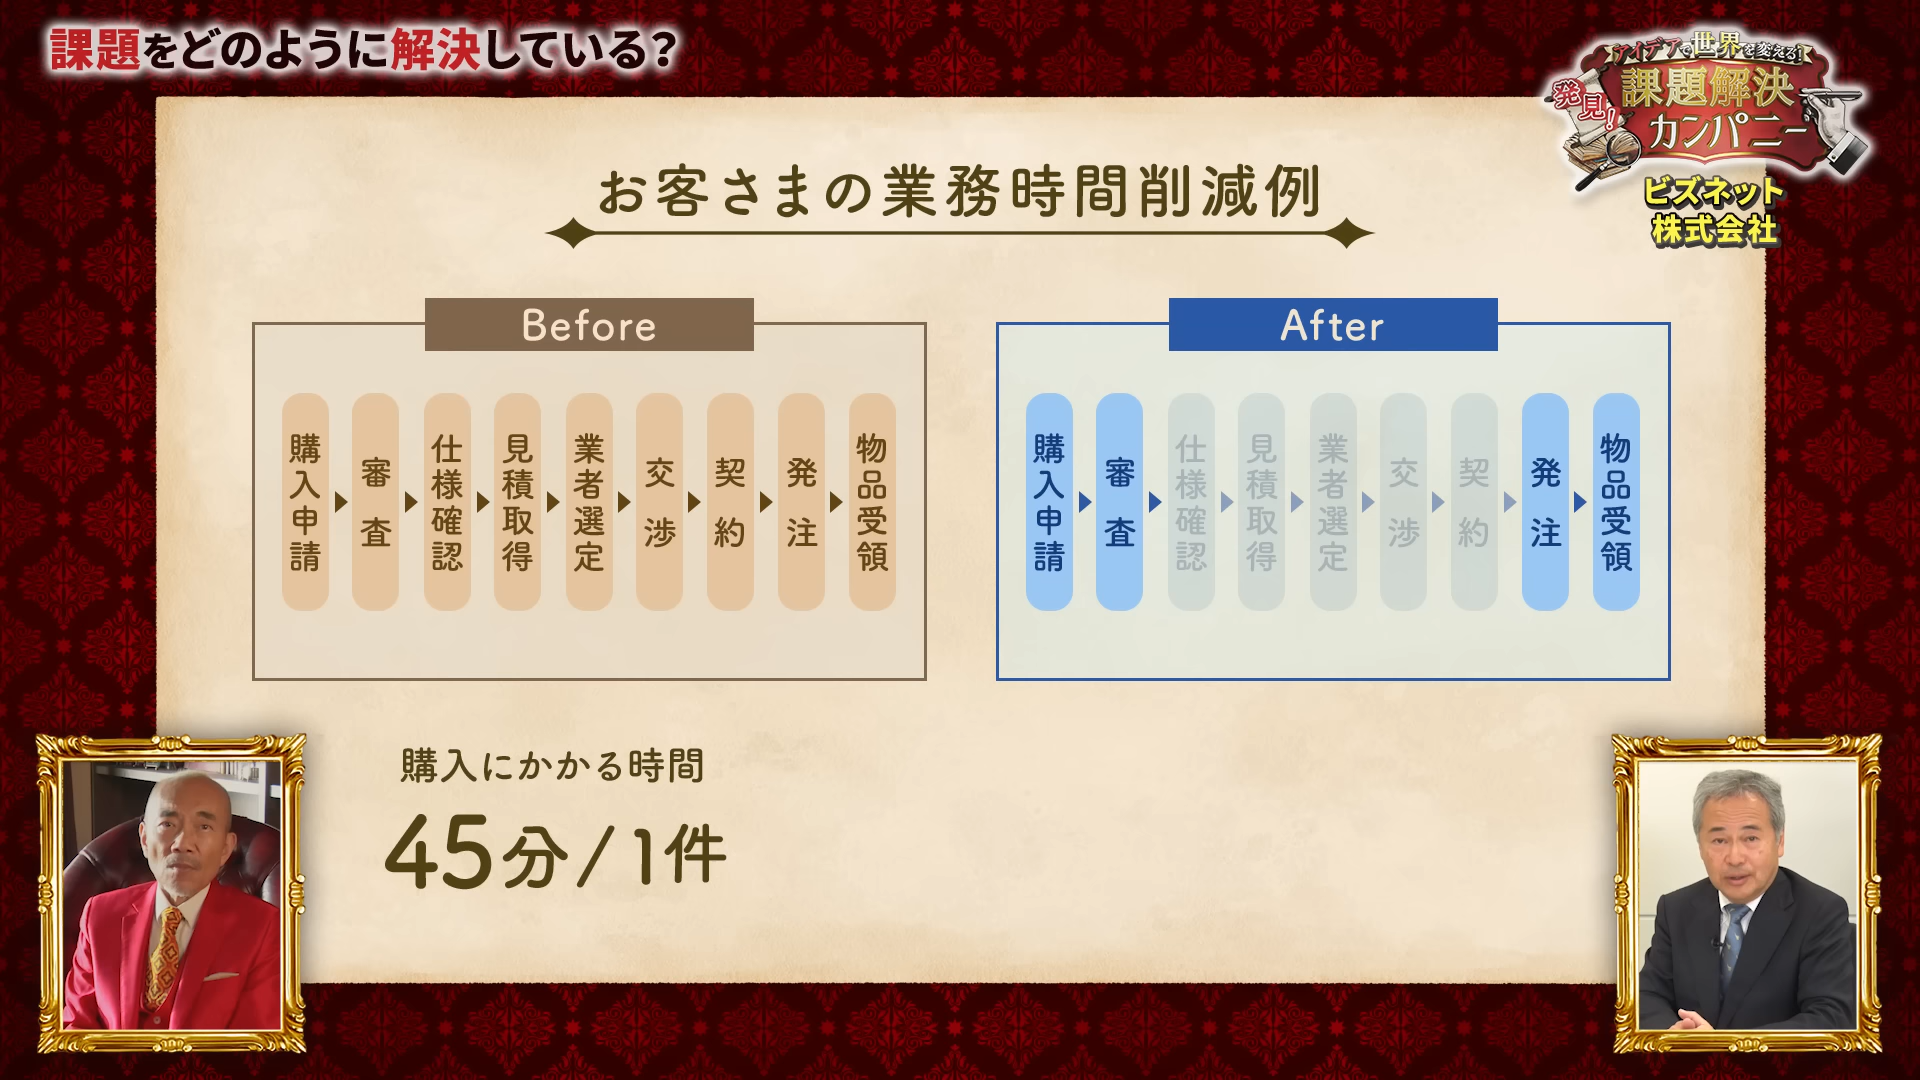 課題をどのように解決している？
アイデアで世界を変える！
発見！
課題解決
カンパニー
ビズネット
株式会社
お客さまの業務時間削減例
Before
購入申請
審査
仕様確認
見積取得
業者選定
交渉
契約
発注
物品受領
After
購入申請
審査
仕様確認
見積取得
業者選定
交渉
契約
発注
物品受領
購入にかかる時間
45分/1件